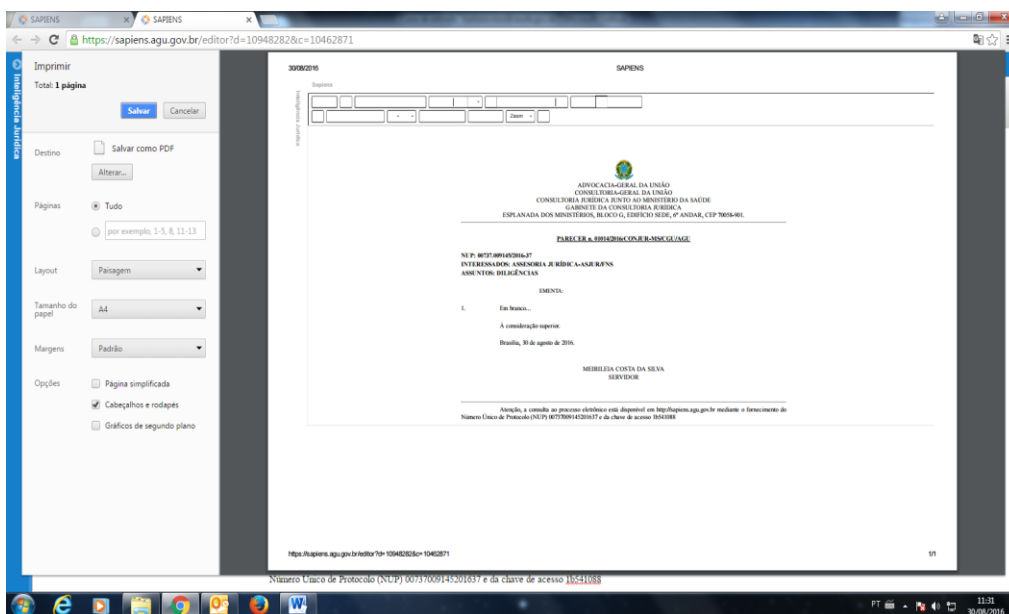 SAPIENS
SAPIENS
https://sapiens.agu.gov.br/editor?d=10948282&c=10462871
Inteligência Jurídica
Imprimir
Total: 1 página
Salvar
Cancelar
Destino
Salvar como PDF
Alterar...
Páginas
Tudo
por exemplo, 1-5, 8, 11-13
Layout
Paisagem
Tamanho do
papel
A4
Margens
Padrão
Opções
Página simplificada
Cabeçalhos e rodapés
Gráficos de segundo plano
30/08/2016
SAPIENS
Sapiens
Inteligência Jurídica
Zoom
ADVOCACIA-GERAL DA UNIÃO
CONSULTORIA-GERAL DA UNIÃO
CONSULTORIA JURÍDICA JUNTO AO MINISTÉRIO DA SAÚDE
GABINETE DA CONSULTORIA JURÍDICA
ESPLANADA DOS MINISTÉRIOS, BLOCO G, EDIFÍCIO SEDE, 6º ANDAR, CEP 70058-901.
PARECER n. 01014/2016/CONJUR-MS/CGU/AGU
NUP: 00737.009145/2016-37
INTERESSADOS: ASSESORIA JURÍDICA-ASJUR/FNS
ASSUNTOS: DILIGÊNCIAS
EMENTA:
1. Em branco...
À consideração superior.
Brasília, 30 de agosto de 2016.
MEIRILEIA COSTA DA SILVA
SERVIDOR
Atenção, a consulta ao processo eletrônico está disponível em http://sapiens.agu.gov.br mediante o fornecimento do
Número Único de Protocolo (NUP) 00737009145201637 e da chave de acesso 1b541088
https://sapiens.agu.gov.br/editor?d=10948282&c=10462871
1/1
Número Único de Protocolo (NUP) 00737009145201637 e da chave de acesso 1b541088
PT
11:31
30/08/2016